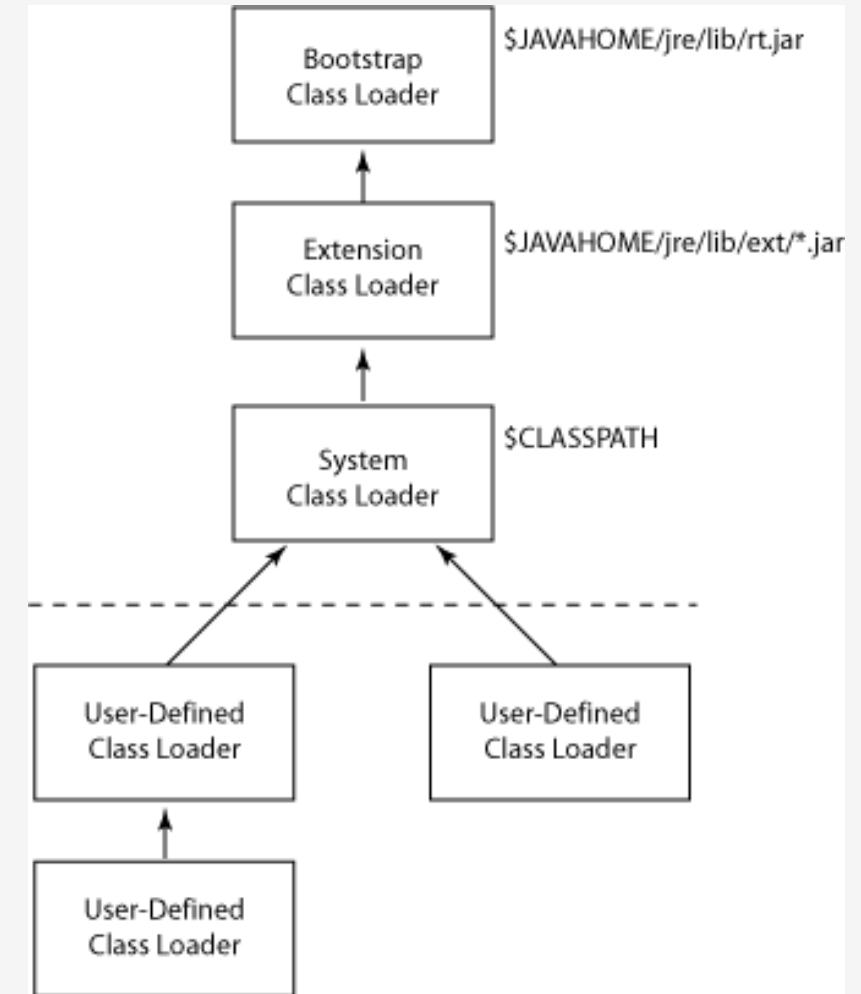 Bootstrap
Class Loader
$JAVAHOME/jre/lib/rt.jar
Extension
Class Loader
$JAVAHOME/jre/lib/ext/*.jar
System
Class Loader
$CLASSPATH
User-Defined
Class Loader
User-Defined
Class Loader
User-Defined
Class Loader